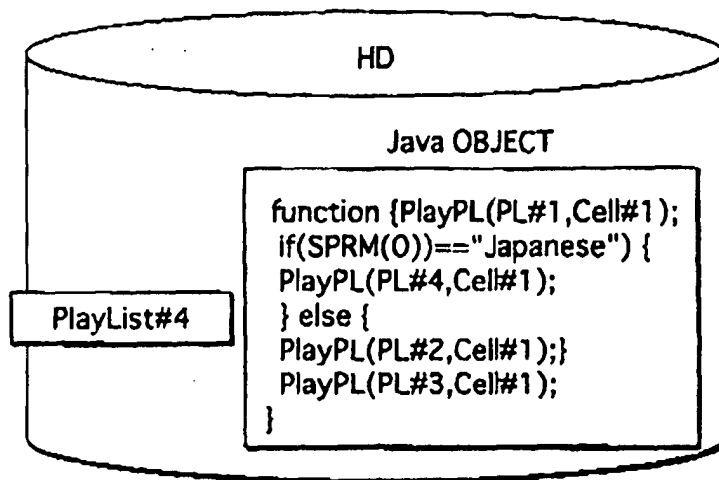 HD
Java OBJECT
function {PlayPL(PL#1,Cell#1);
if(SPRM(0))=="Japanese") {
PlayPL(PL#4,Cell#1);
} else {
PlayPL(PL#2,Cell#1);}
PlayPL(PL#3,Cell#1);
}
PlayList#4